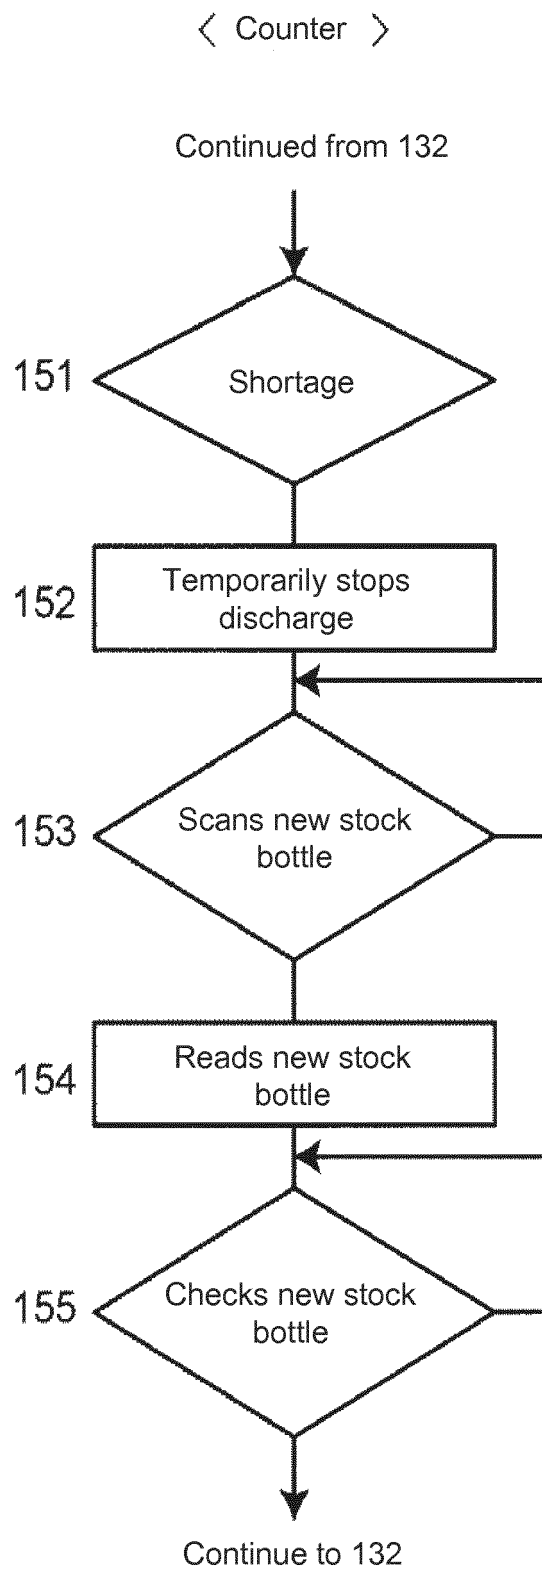 〈 Counter 〉
Continued from 132
151
Shortage
152
Temporarily stops
discharge
153
Scans new stock
bottle
154
Reads new stock
bottle
155
Checks new stock
bottle
Continue to 132